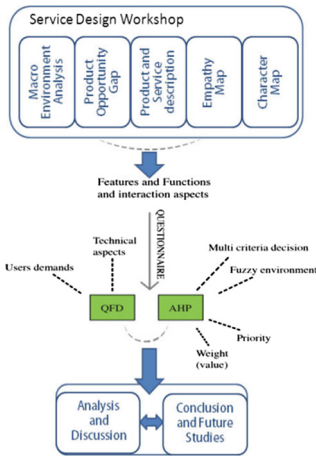 Service Design Workshop
Macro
Environment
Analysis
Product
Opportunity
Gap
Product and
Service
description
Empathy
Map
Character
Map
Features and Functions
and interaction aspects
QUESTIONNAIRE
Technical
aspects
Users demands
Multi criteria decision
Fuzzy environment
QFD
AHP
Priority
Weight
(value)
Analysis
and
Discussion
Conclusion
and Future
Studies